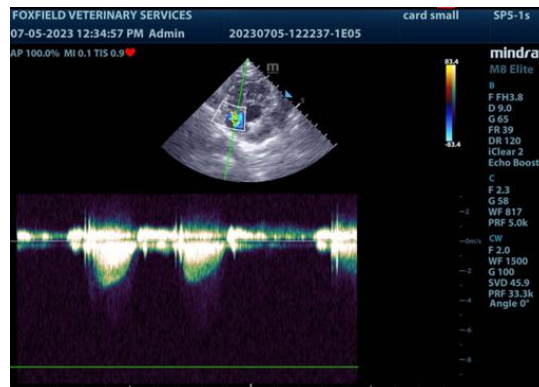 FOXFIELD VETERINARY SERVICES card small SP5-1s
07-05-2023 12:34:57 PM Admin 20230705-122237-1E05
AP 100.0% MI 0.1 TIS 0.9
mindra
M8 Elite
m
83.4
-83.4
B
F FH3.8
D 9.0
G 65
FR 39
DR 120
iClear 2
Echo Boost
C
F 2.3
G 58
WF 817
PRF 5.0k
CW
F 2.0
WF 1500
G 100
SVD 45.9
PRF 33.3k
Angle 0°
-2
-0m/s
-2
-4
-6
-8